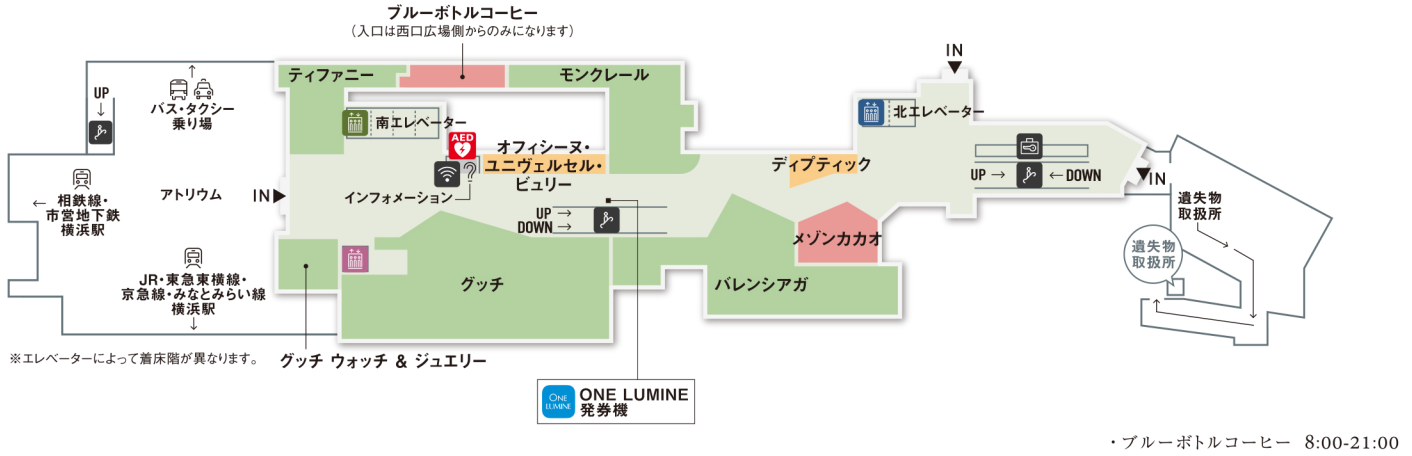 ブルーボトルコーヒー
(入口は西口広場側からのみになります)
ティファニー
モンクレール
IN
UP
バス・タクシー
乗り場
南エレベーター
北エレベーター
AED
オフィシーヌ・
ユニヴェルセル・
ビュリー
ディプティック
UP
DOWN
IN
相鉄線・
市営地下鉄
横浜駅
アトリウム
IN
インフォメーション
UP
DOWN
メゾンカカオ
遺失物
取扱所
遺失物
取扱所
JR・東急東横線・
京急線・みなとみらい線
横浜駅
グッチ
バレンシアガ
※エレベーターによって着床階が異なります。
グッチ ウォッチ & ジュエリー
ONE
LUMINE
ONE LUMINE
発券機
・ブルーボトルコーヒー 8:00-21:00